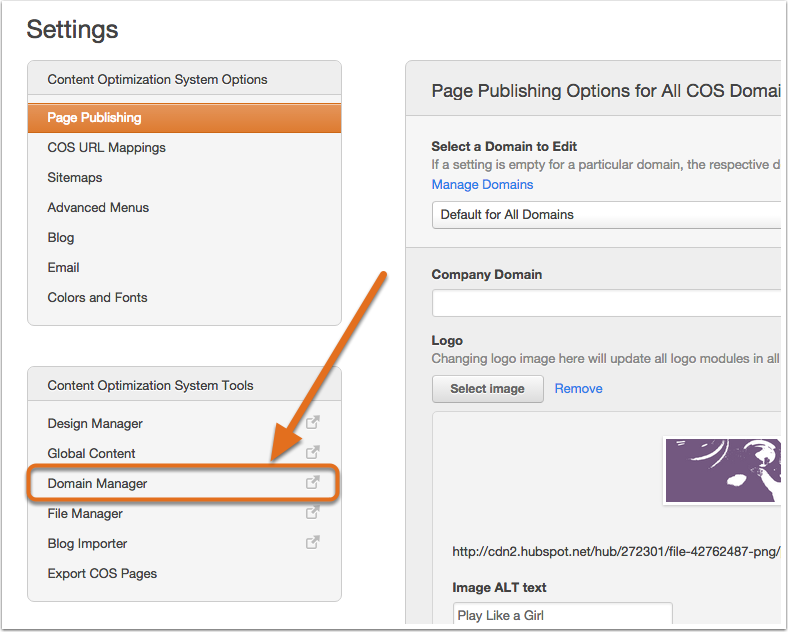 Settings
Content Optimization System Options
Page Publishing
COS URL Mappings
Sitemaps
Advanced Menus
Blog
Email
Colors and Fonts
Content Optimization System Tools
Design Manager
Global Content
Domain Manager
File Manager
Blog Importer
Export COS Pages
Page Publishing Options for All COS Domai
Select a Domain to Edit
If a setting is empty for a particular domain, the respective d
Manage Domains
Default for All Domains
Company Domain
Logo
Changing logo image here will update all logo modules in all
Select image Remove
http://cdn2.hubspot.net/hub/272301/file-42762487-png/
Image ALT text
Play Like a Girl